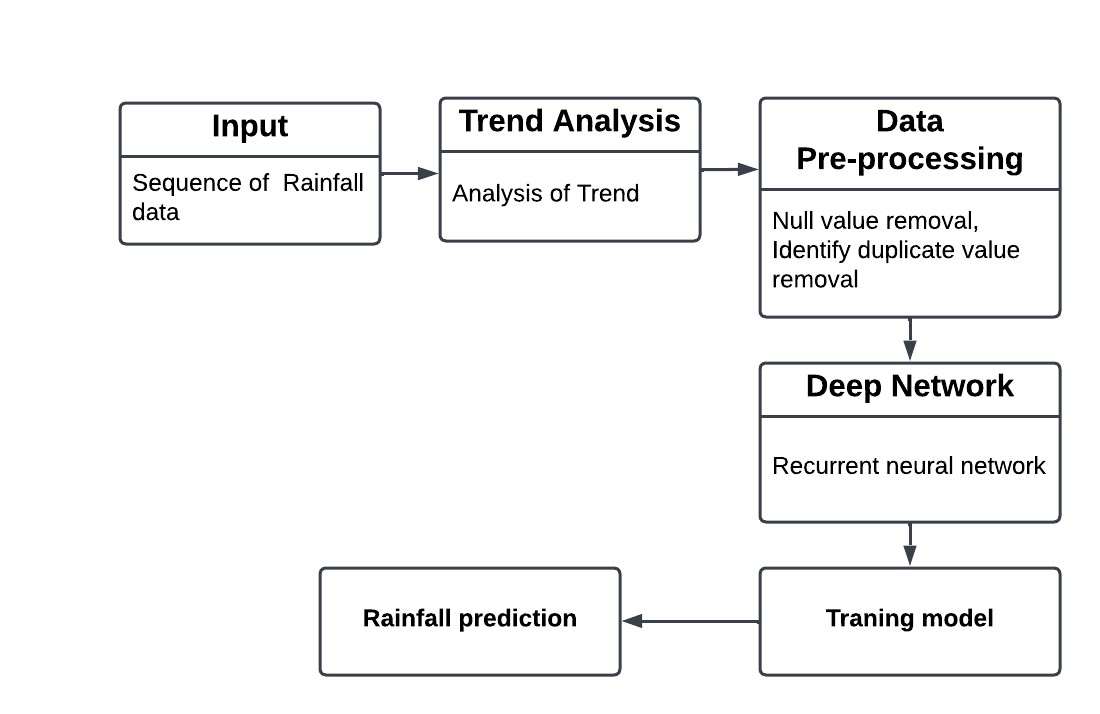 Input
Sequence of  Rainfall
data
Trend Analysis
Analysis of Trend
Data
Pre-processing
Null value removal,
Identify duplicate value
removal
Deep Network
Recurrent neural network
Traning model
Rainfall prediction